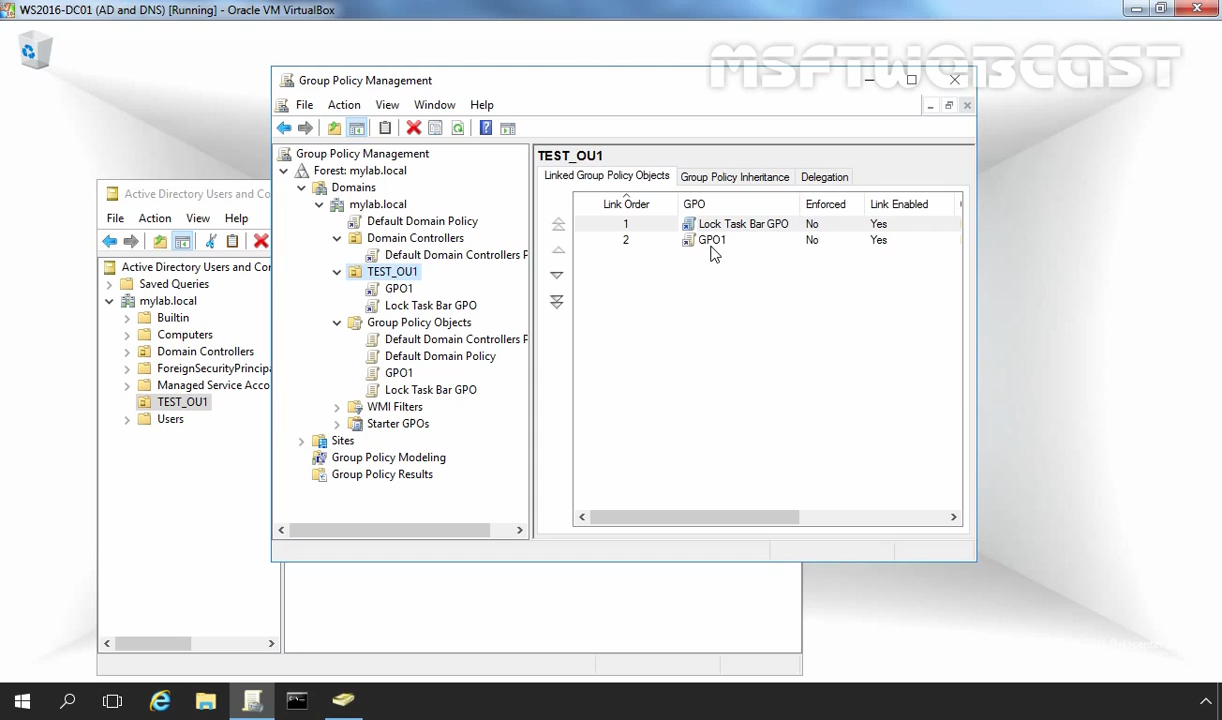 WS2016-DC01 (AD and DNS) [Running] - Oracle VM VirtualBox
MSFTWEBCAST
Group Policy Management
File Action View Window Help
Group Policy Management
Forest: mylab.local
Domains
mylab.local
Default Domain Policy
Domain Controllers
Default Domain Controllers P
TEST_OU1
GPO1
Lock Task Bar GPO
Group Policy Objects
Default Domain Controllers P
Default Domain Policy
GPO1
Lock Task Bar GPO
WMI Filters
Starter GPOs
Sites
Group Policy Modeling
Group Policy Results
TEST_OU1
Linked Group Policy Objects Group Policy Inheritance Delegation
Link Order GPO Enforced Link Enabled
1 Lock Task Bar GPO No Yes
2 GPO1 No Yes
Active Directory Users and Co
File Action View Help
Active Directory Users and Con
Saved Queries
mylab.local
Builtin
Computers
Domain Controllers
ForeignSecurityPrincipa
Managed Service Acco
TEST_OU1
Users